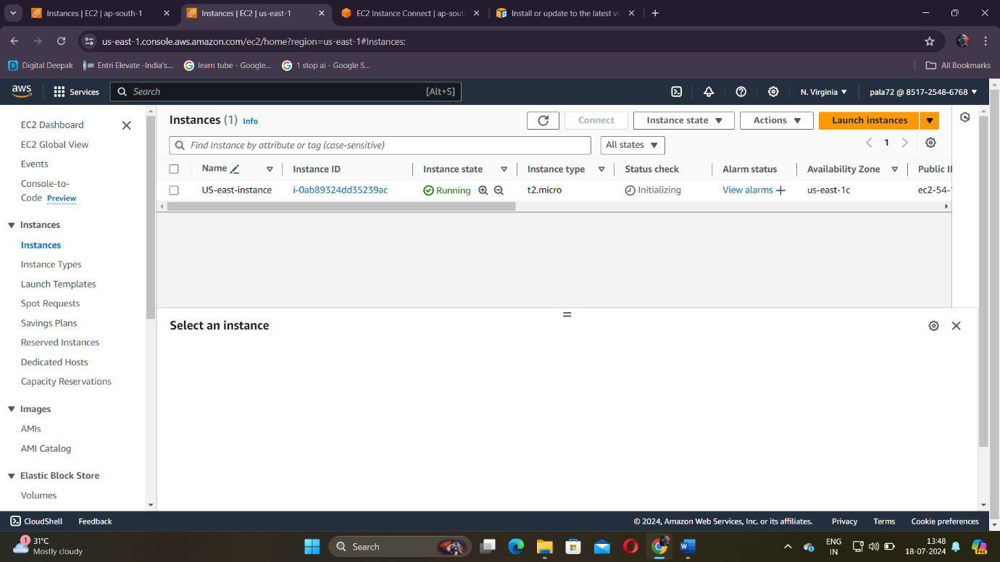 Instances | EC2 | ap-south-1
Instances | EC2 | us-east-1
EC2 Instance Connect | ap-sout
Install or update to the latest ve
us-east-1.console.aws.amazon.com/ec2/home?region=us-east-1#Instances:
Digital Deepak
Entri Elevate -India's...
learn tube - Google...
1 stop ai - Google S...
All Bookmarks
aws
Services
Search
[Alt+S]
N. Virginia
pala72 @ 8517-2548-6768
EC2 Dashboard
EC2 Global View
Events
Console-to-
Code Preview
Instances
Instances
Instance Types
Launch Templates
Spot Requests
Savings Plans
Reserved Instances
Dedicated Hosts
Capacity Reservations
Images
AMIs
AMI Catalog
Elastic Block Store
Volumes
Instances (1) Info
Connect
Instance state
Actions
Launch instances
Find Instance by attribute or tag (case-sensitive)
All states
1
Name
Instance ID
Instance state
Instance type
Status check
Alarm status
Availability Zone
Public I
US-east-instance
i-0ab89324dd35239ac
Running
t2.micro
Initializing
View alarms
us-east-1c
ec2-54-
Select an instance
CloudShell
Feedback
© 2024, Amazon Web Services, Inc. or its affiliates.
Privacy
Terms
Cookie preferences
1
31°C
Mostly cloudy
Search
ENG
IN
13:48
18-07-2024
PRE